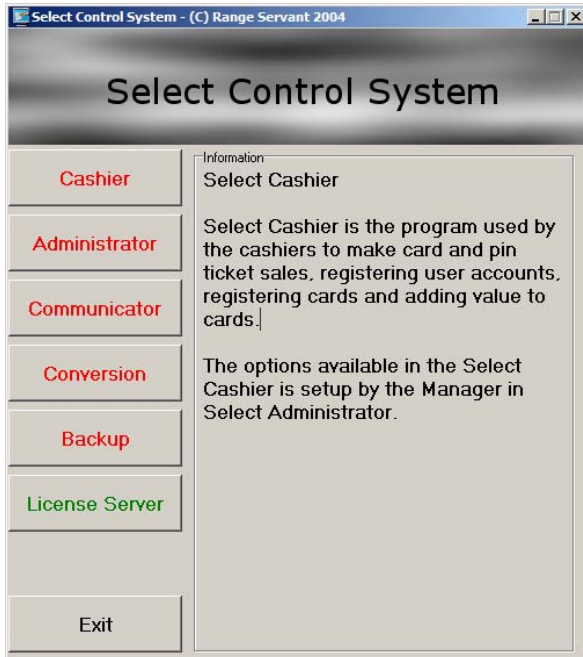 Select Control System - (C) Range Servant 2004
Select Control System
Cashier
Administrator
Communicator
Conversion
Backup
License Server
Exit
Information
Select Cashier
Select Cashier is the program used by
the cashiers to make card and pin
ticket sales, registering user accounts,
registering cards and adding value to
cards.
The options available in the Select
Cashier is setup by the Manager in
Select Administrator.